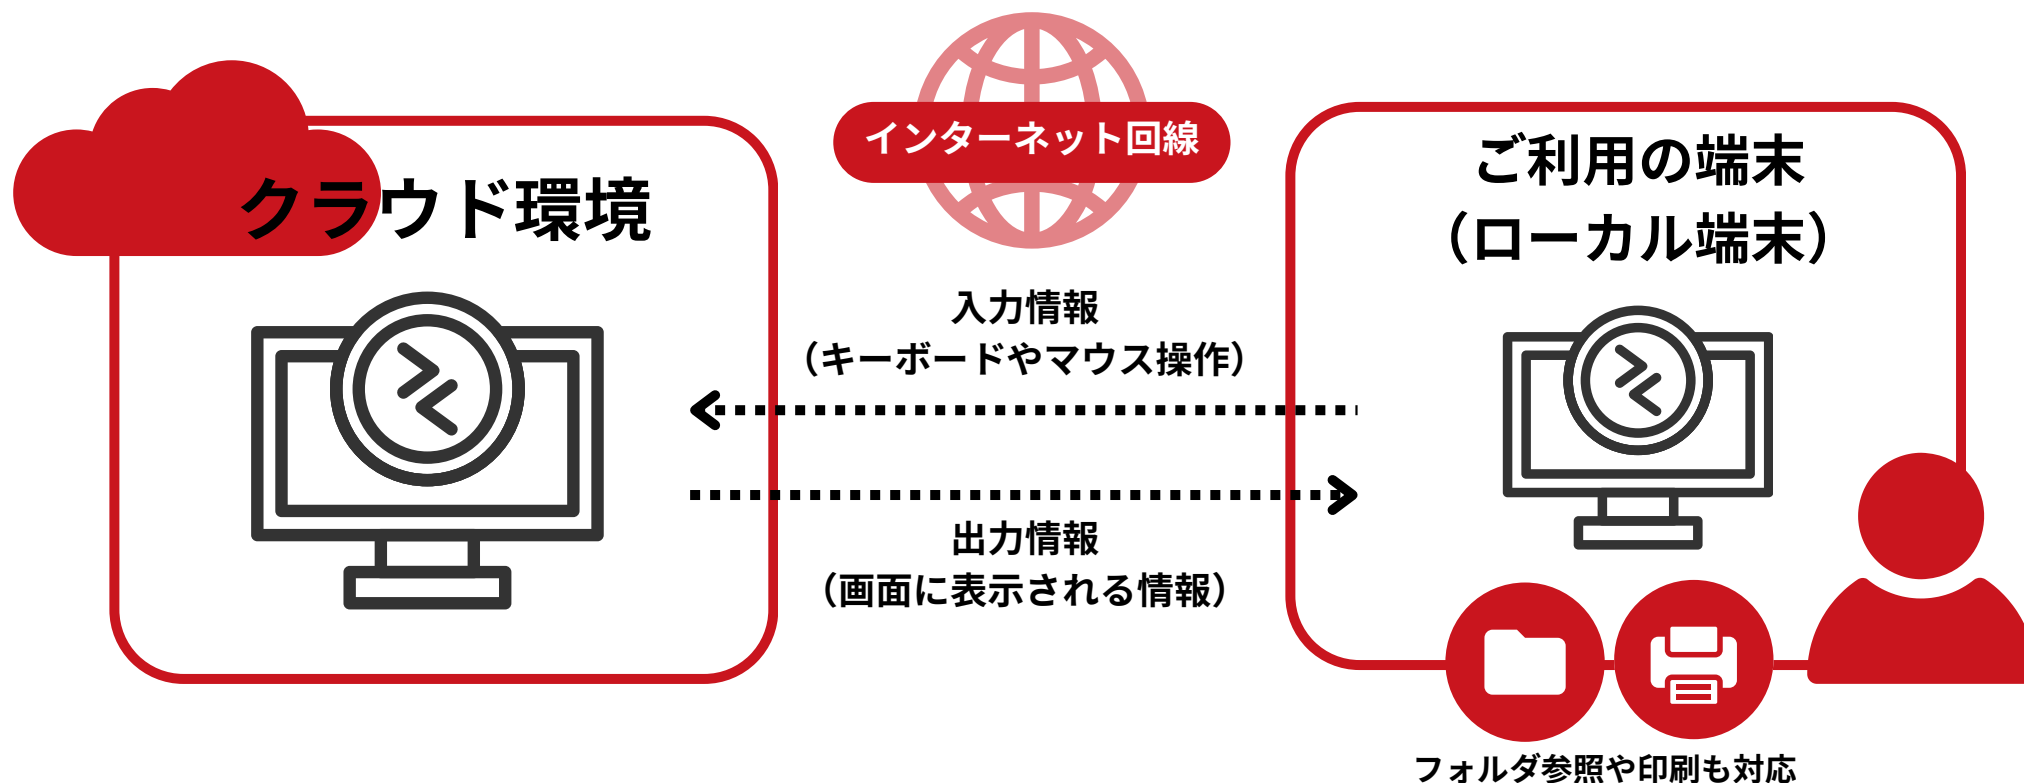 クラウド環境
インターネット回線
入力情報
（キーボードやマウス操作）
出力情報
（画面に表示される情報）
ご利用の端末
（ローカル端末）
フォルダ参照や印刷も対応